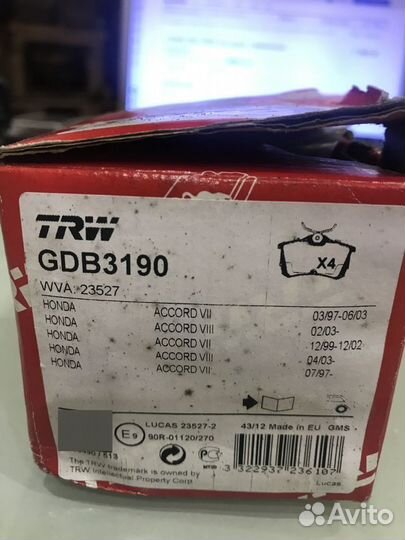 TRW
GDB3190
WVA: 23527
X4
HONDA ACCORD VII 03/97-06/03
HONDA ACCORD VIII 02/03-
HONDA ACCORD VII 12/99-12/02
HONDA ACCORD VIII 04/03-
HONDA ACCORD VII 07/97-
E9
LUCAS 23527-2
90R-01120/270
43/12 Made in EU GMS
The TRW trademark is owned by
TRW Intellectual Property Corp.
3 322937 236107
Lucas
Avito